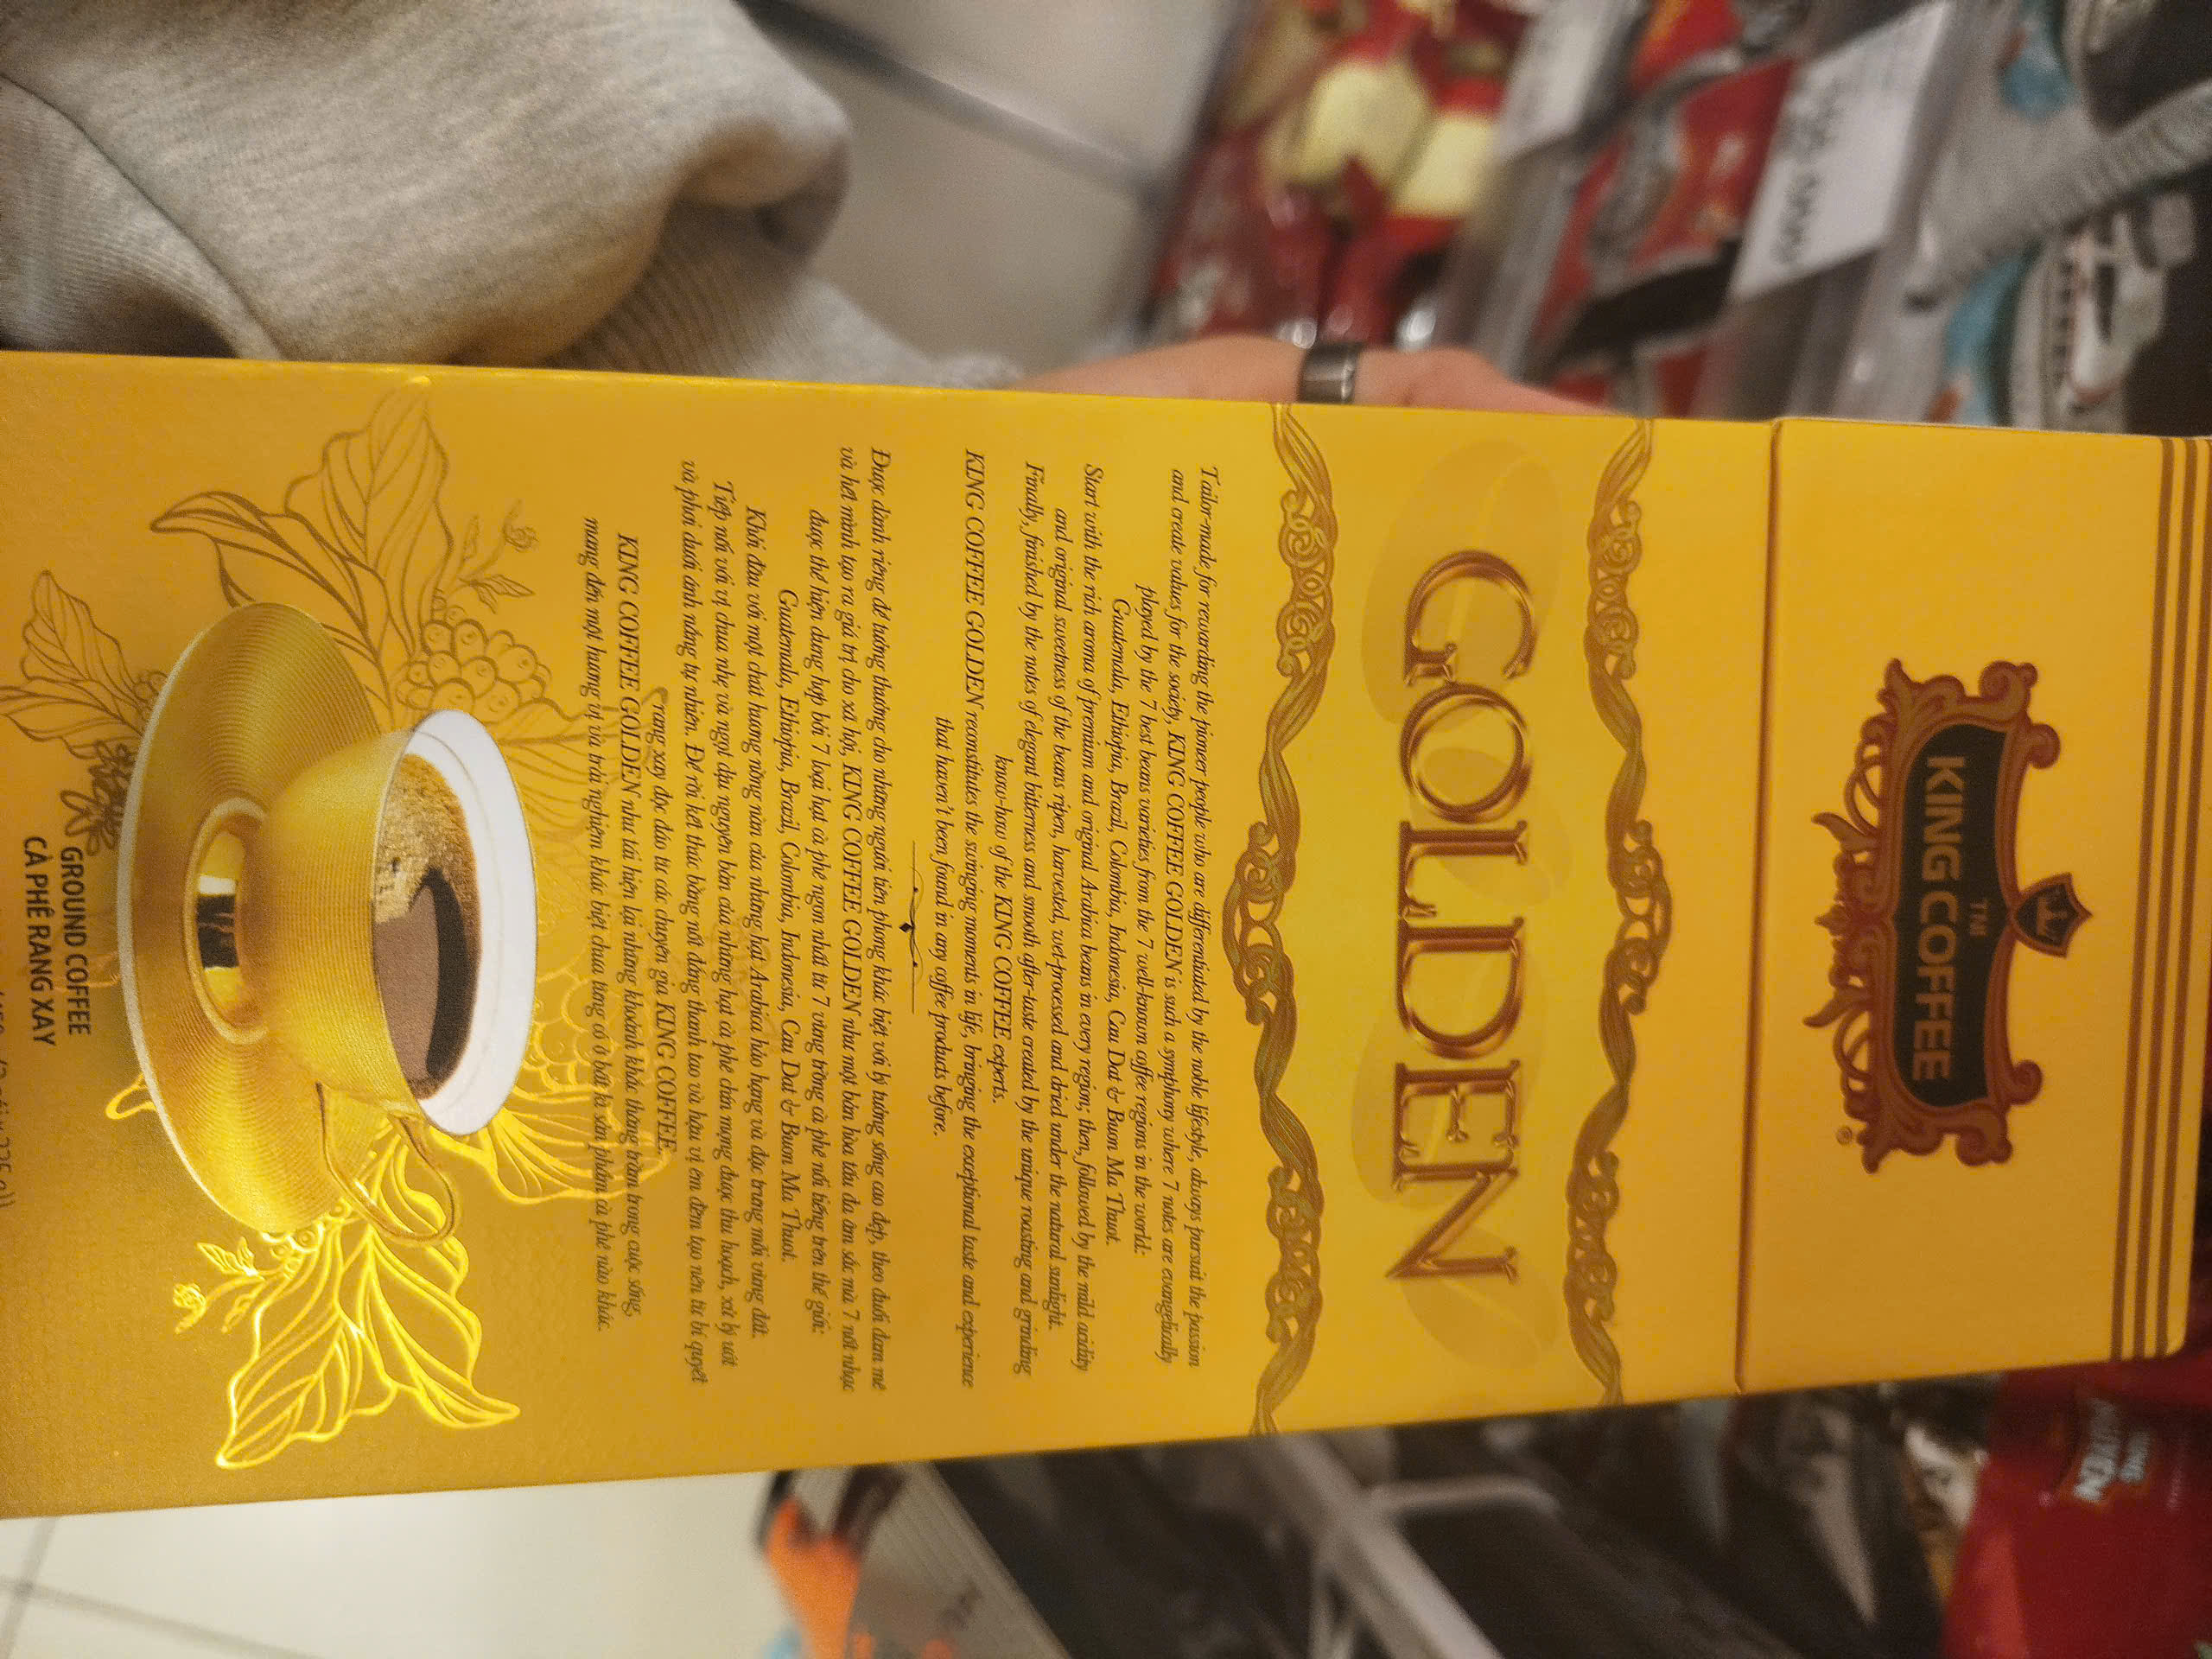 KING COFFEE
TM
®
GOLDEN
Tailor-made for rewarding the pioneer people who are differentiated by the noble lifestyle, always pursuit the passion
and create values for the society, KING COFFEE GOLDEN is such a symphony where 7 notes are evangelically
played by the 7 best beans varieties from the 7 well-known coffee regions in the world:
Guatemala, Ethiopia, Brazil, Colombia, Indonesia, Cau Dat & Buon Ma Thuot.
Start with the rich aroma of premium and original Arabica beans in every region; then, followed by the mild acidity
and original sweetness of the beans ripen, harvested, wet-processed and dried under the natural sunlight.
Finally, finished by the notes of elegant bitterness and smooth after-taste created by the unique roasting and grinding
know-how of the KING COFFEE experts.
KING COFFEE GOLDEN reconstitutes the swinging moments in life, bringing the exceptional taste and experience
that haven't been found in any coffee products before.
Được dành riêng để tưởng thưởng cho những người tiên phong khác biệt với lý tưởng sống cao đẹp, theo đuổi đam mê
và hết mình tạo ra giá trị cho xã hội, KING COFFEE GOLDEN như một bản hòa tấu đa âm sắc mà 7 nốt nhạc
được thể hiện dung hợp bởi 7 loại hạt cà phê ngon nhất từ 7 vùng trồng cà phê nổi tiếng trên thế giới:
Guatemala, Ethiopia, Brazil, Colombia, Indonesia, Cau Dat & Buon Ma Thuot.
Khởi đầu với một chút hương nồng nàn của những hạt Arabica hảo hạng và đặc trưng mỗi vùng đất.
Tiếp nối với vị chua nhẹ và ngọt dịu nguyên bản của những hạt cà phê chín mọng được thu hoạch, xử lý ướt
và phơi dưới ánh nắng tự nhiên. Để rồi kết thúc bằng nốt đắng thanh tao và hậu vị êm đềm tạo nên từ bí quyết
rang xay độc đáo từ các chuyên gia KING COFFEE.
KING COFFEE GOLDEN như tái hiện lại những khoảnh khắc thăng trầm trong cuộc sống,
mang đến một hương vị và trải nghiệm khác biệt chưa từng có ở bất kì sản phẩm cà phê nào khác.
GROUND COFFEE
CÀ PHÊ RANG XAY